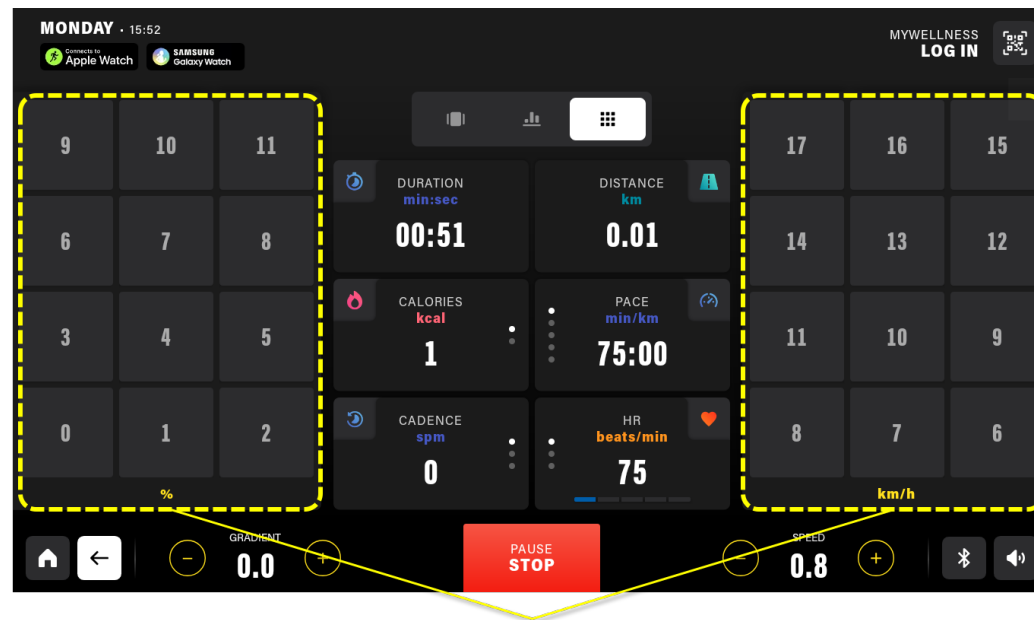 MONDAY · 15:52
Connects to
Apple Watch
SAMSUNG
Galaxy Watch
MYWELLNESS
LOG IN
9 10 11
6 7 8
3 4 5
0 1 2
%
DURATION
min:sec
00:51
DISTANCE
km
0.01
CALORIES
kcal
1
PACE
min/km
75:00
CADENCE
spm
0
HR
beats/min
75
17 16 15
14 13 12
11 10 9
8 7 6
km/h
GRADIENT
0.0
PAUSE
STOP
SPEED
0.8